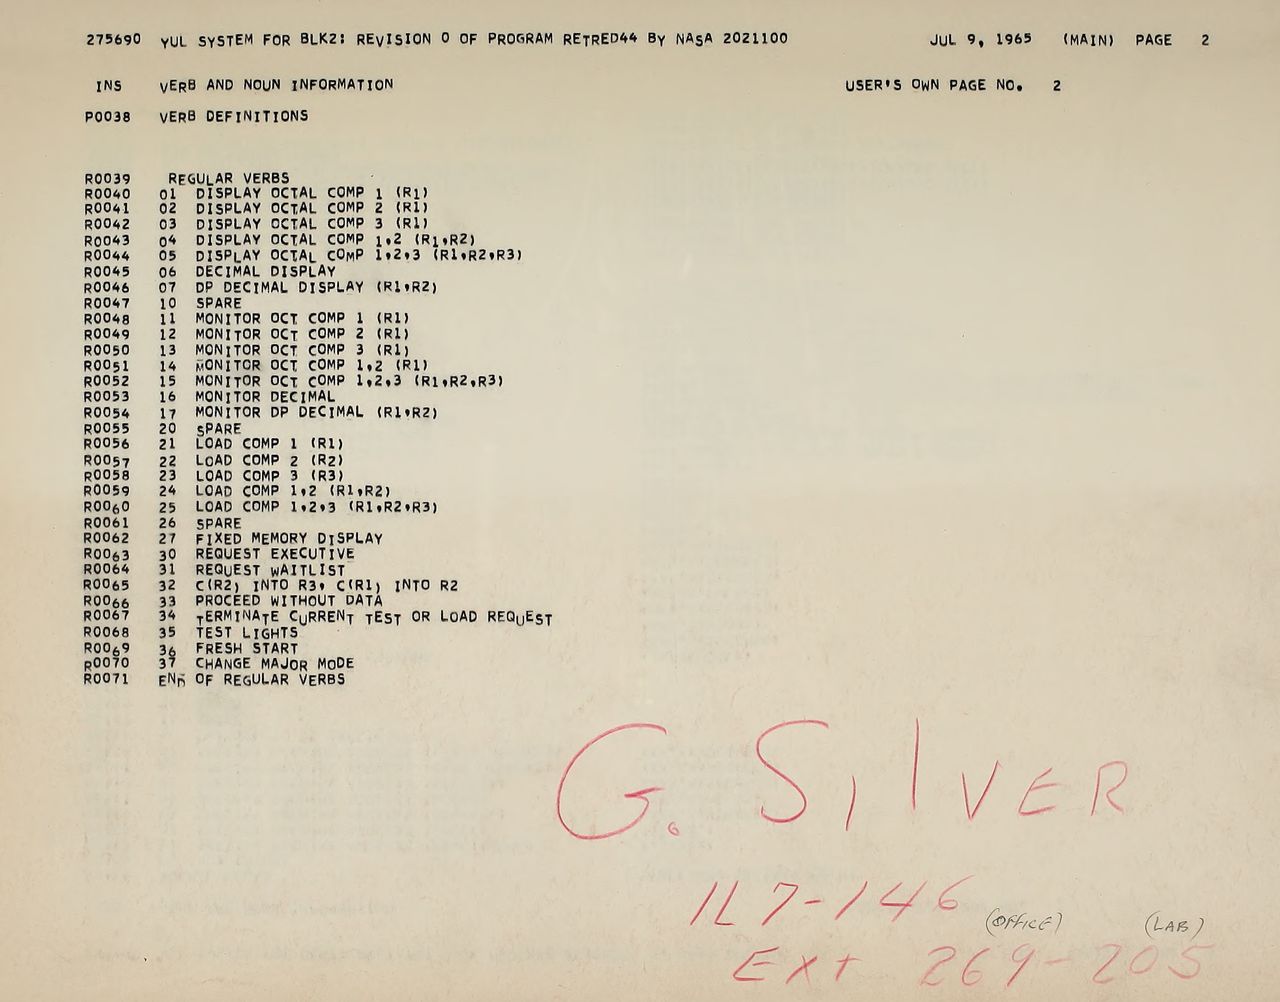 275690 YUL SYSTEM FOR BLK2: REVISION 0 OF PROGRAM RETRED44 BY NASA 2021100 JUL 9, 1965 (MAIN) PAGE 2
INS VERB AND NOUN INFORMATION USER'S OWN PAGE NO. 2
P0038 VERB DEFINITIONS
R0039 REGULAR VERBS
R0040 01 DISPLAY OCTAL COMP 1 (R1)
R0041 02 DISPLAY OCTAL COMP 2 (R1)
R0042 03 DISPLAY OCTAL COMP 3 (R1)
R0043 04 DISPLAY OCTAL COMP 1,2 (R1,R2)
R0044 05 DISPLAY OCTAL COMP 1,2,3 (R1,R2,R3)
R0045 06 DECIMAL DISPLAY
R0046 07 DP DECIMAL DISPLAY (R1,R2)
R0047 10 SPARE
R0048 11 MONITOR OCT COMP 1 (R1)
R0049 12 MONITOR OCT COMP 2 (R1)
R0050 13 MONITOR OCT COMP 3 (R1)
R0051 14 MONITOR OCT COMP 1,2 (R1)
R0052 15 MONITOR OCT COMP 1,2,3 (R1,R2,R3)
R0053 16 MONITOR DECIMAL
R0054 17 MONITOR DP DECIMAL (R1,R2)
R0055 20 SPARE
R0056 21 LOAD COMP 1 (R1)
R0057 22 LOAD COMP 2 (R2)
R0058 23 LOAD COMP 3 (R3)
R0059 24 LOAD COMP 1,2 (R1,R2)
R0060 25 LOAD COMP 1,2,3 (R1,R2,R3)
R0061 26 SPARE
R0062 27 FIXED MEMORY DISPLAY
R0063 30 REQUEST EXECUTIVE
R0064 31 REQUEST WAITLIST
R0065 32 C(R2) INTO R3, C(R1) INTO R2
R0066 33 PROCEED WITHOUT DATA
R0067 34 TERMINATE CURRENT TEST OR LOAD REQUEST
R0068 35 TEST LIGHTS
R0069 36 FRESH START
R0070 37 CHANGE MAJOR MODE
R0071 END OF REGULAR VERBS
G. SilVER
IL7-146
(OFFICE) (LAB)
Ext 269-205